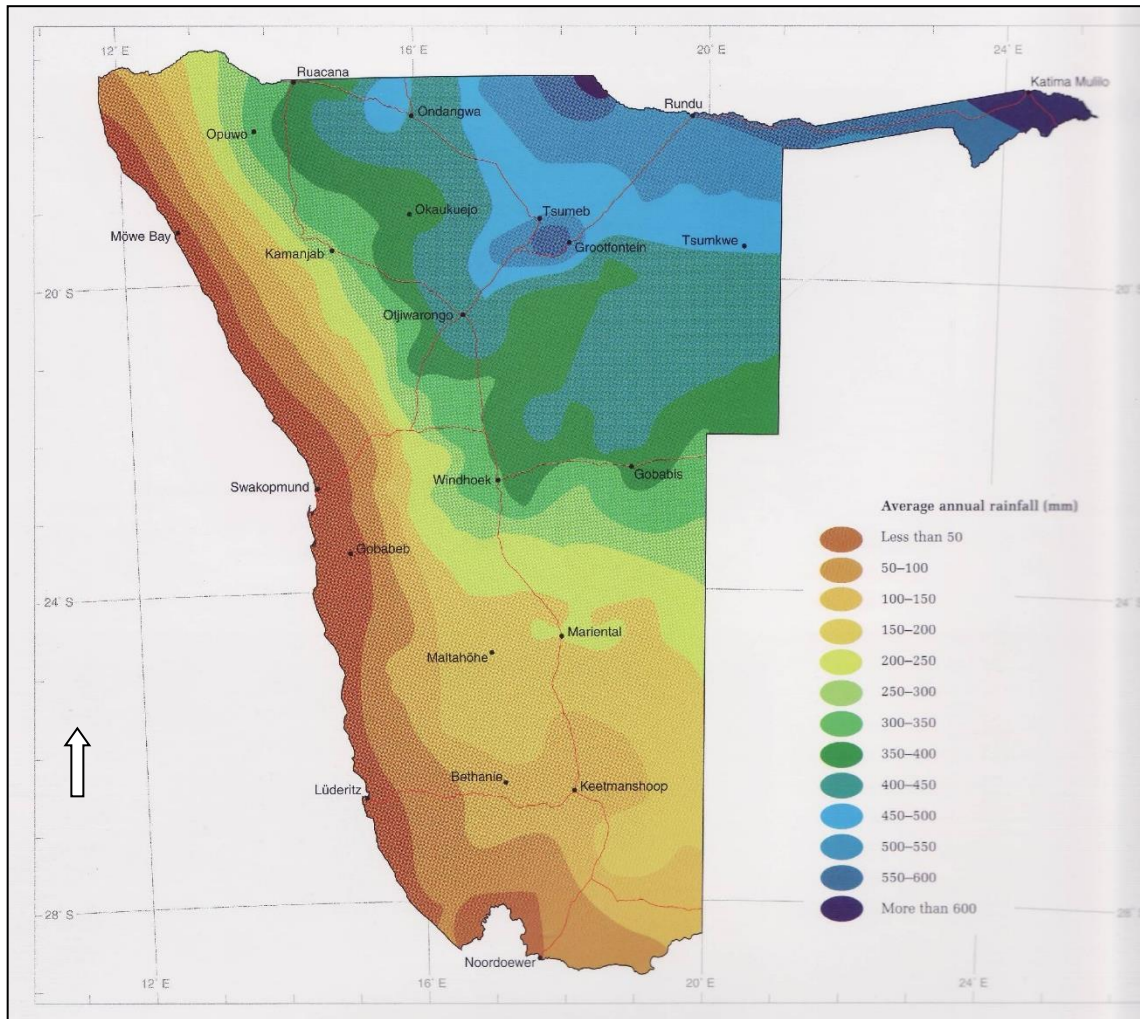 12° E
16° E
20° E
24° E
Ruacana
Katima Mulilo
Ondangwa
Rundu
Opuwo
Okaukuejo
Tsumeb
Möwe Bay
Grootfontein
Tsumkwe
Kamanjab
20° S
20° S
Otjiwarongo
Swakopmund
Windhoek
Gobabis
Average annual rainfall (mm)
Less than 50
Gobabeb
50–100
24° S
100–150
24° S
Mariental
150–200
Maltahöhe
200–250
250–300
300–350
Bethanie
350–400
Lüderitz
Keetmanshoop
400–450
450–500
500–550
550–600
28° S
More than 600
28°
Noordoewer
12° E
16° E
20° E
24° E